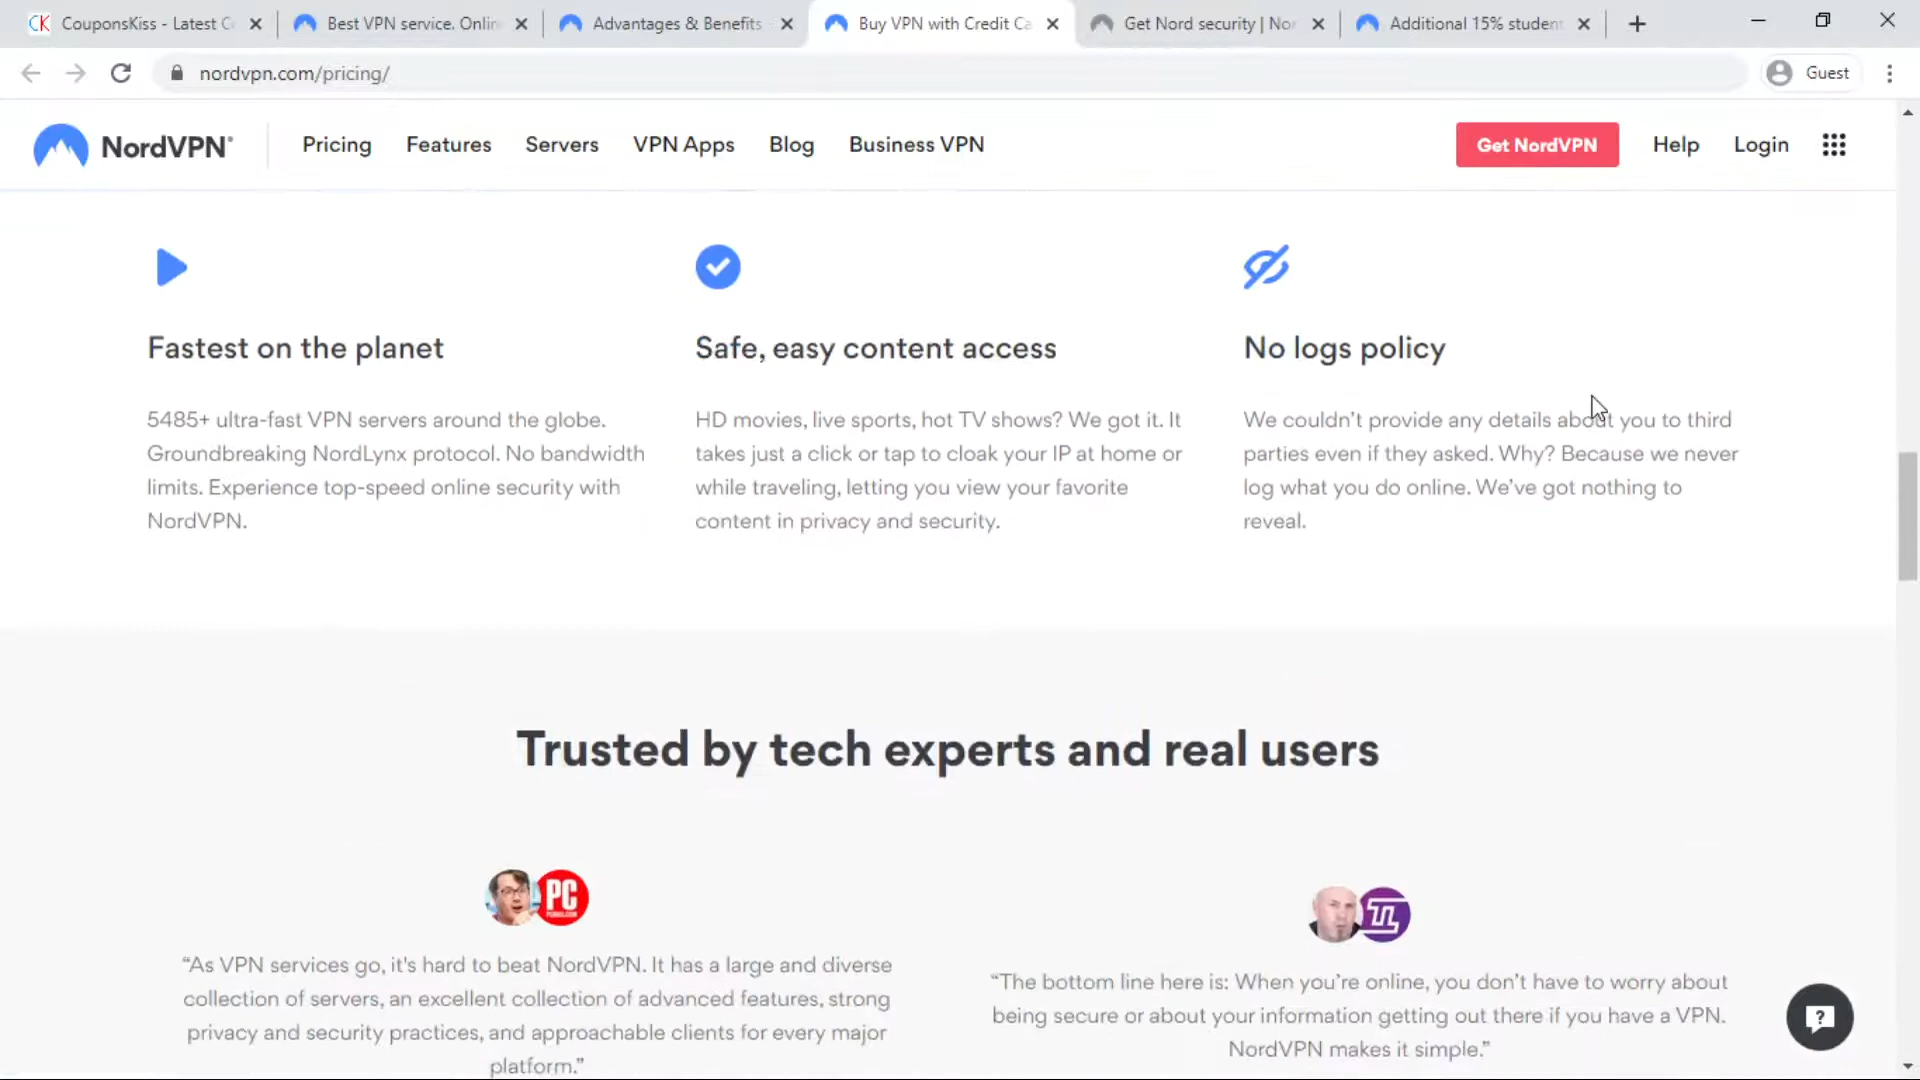 CK CouponsKiss - Latest C
Best VPN service. Onlin
Advantages & Benefits
Buy VPN with Credit Ca
Get Nord security | Nor
Additional 15% student
nordvpn.com/pricing/
Guest
NordVPN®
Pricing
Features
Servers
VPN Apps
Blog
Business VPN
Get NordVPN
Help
Login
Fastest on the planet
5485+ ultra-fast VPN servers around the globe.
Groundbreaking NordLynx protocol. No bandwidth
limits. Experience top-speed online security with
NordVPN.
Safe, easy content access
HD movies, live sports, hot TV shows? We got it. It
takes just a click or tap to cloak your IP at home or
while traveling, letting you view your favorite
content in privacy and security.
No logs policy
We couldn’t provide any details about you to third
parties even if they asked. Why? Because we never
log what you do online. We’ve got nothing to
reveal.
Trusted by tech experts and real users
PC
“As VPN services go, it's hard to beat NordVPN. It has a large and diverse
collection of servers, an excellent collection of advanced features, strong
privacy and security practices, and approachable clients for every major
platform.”
“The bottom line here is: When you’re online, you don’t have to worry about
being secure or about your information getting out there if you have a VPN.
NordVPN makes it simple.”
?